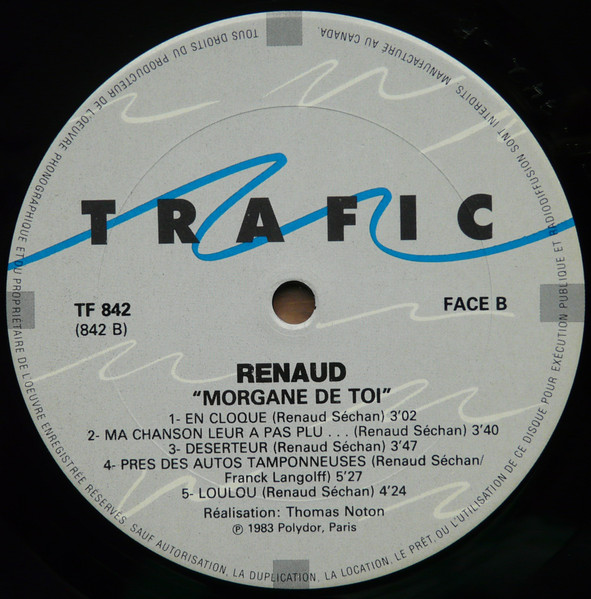 TRAFIC
TF 842
(842 B)
FACE B
RENAUD
“MORGANE DE TOI”
1- EN CLOQUE (Renaud Séchan) 3’02
2- MA CHANSON LEUR A PAS PLU . . . (Renaud Séchan) 3’40
3- DESERTEUR (Renaud Séchan) 3’47
4- PRES DES AUTOS TAMPONNEUSES (Renaud Séchan/
Franck Langolff) 5’27
5- LOULOU (Renaud Séchan) 4’24
Réalisation: Thomas Noton
℗ 1983 Polydor, Paris
TOUS DROITS DU PRODUCTEUR DE L'OEUVRE PHONOGRAPHIQUE ET DU PROPRIÉTAIRE DE L'OEUVRE ENREGISTRÉE RÉSERVÉS, SAUF AUTORISATION, LA DUPLICATION, LA LOCATION, LE PRÊT, OU L'UTILISATION DE CE DISQUE POUR EXÉCUTION PUBLIQUE ET RADIODIFFUSION SONT INTERDITS MANUFACTURÉ AU CANADA.